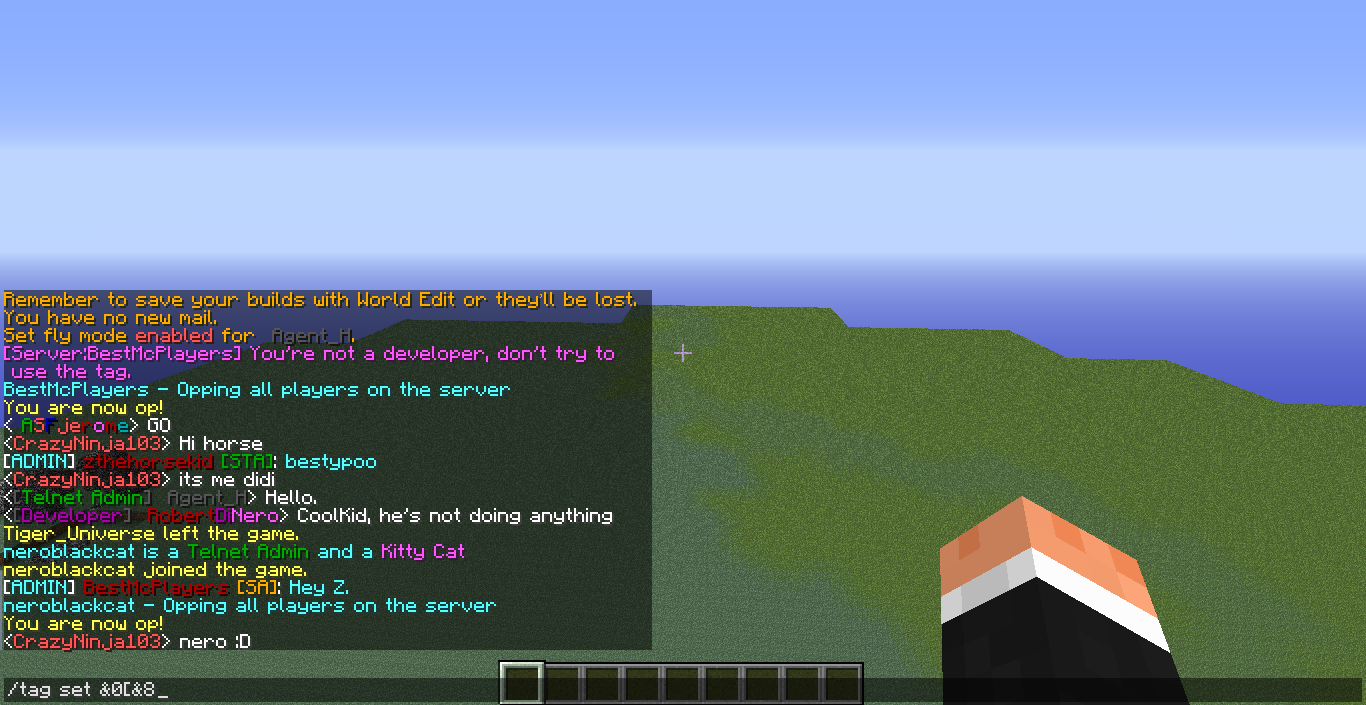 Remember to save your builds with World Edit or they'll be lost.
You have no new mail.
Set fly mode enabled for Agent_H.
[Server:BestMcPlayers] You're not a developer, don't try to
use the tag.
BestMcPlayers - Opping all players on the server
You are now op!
< ASFjerome> GO
<CrazyNinja103> Hi horse
[ADMIN] zthehorsekid [STA]: bestypoo
<CrazyNinja103> its me didi
<[Telnet Admin] Agent_H> Hello.
<[Developer] RobertDiNero> CoolKid, he's not doing anything
Tiger_Universe left the game.
neroblackcat is a Telnet Admin and a Kitty Cat
neroblackcat joined the game.
[ADMIN] BestMcPlayers [SA]: Hey Z.
neroblackcat - Opping all players on the server
You are now op!
<CrazyNinja103> nero :D
/tag set &0[&8_